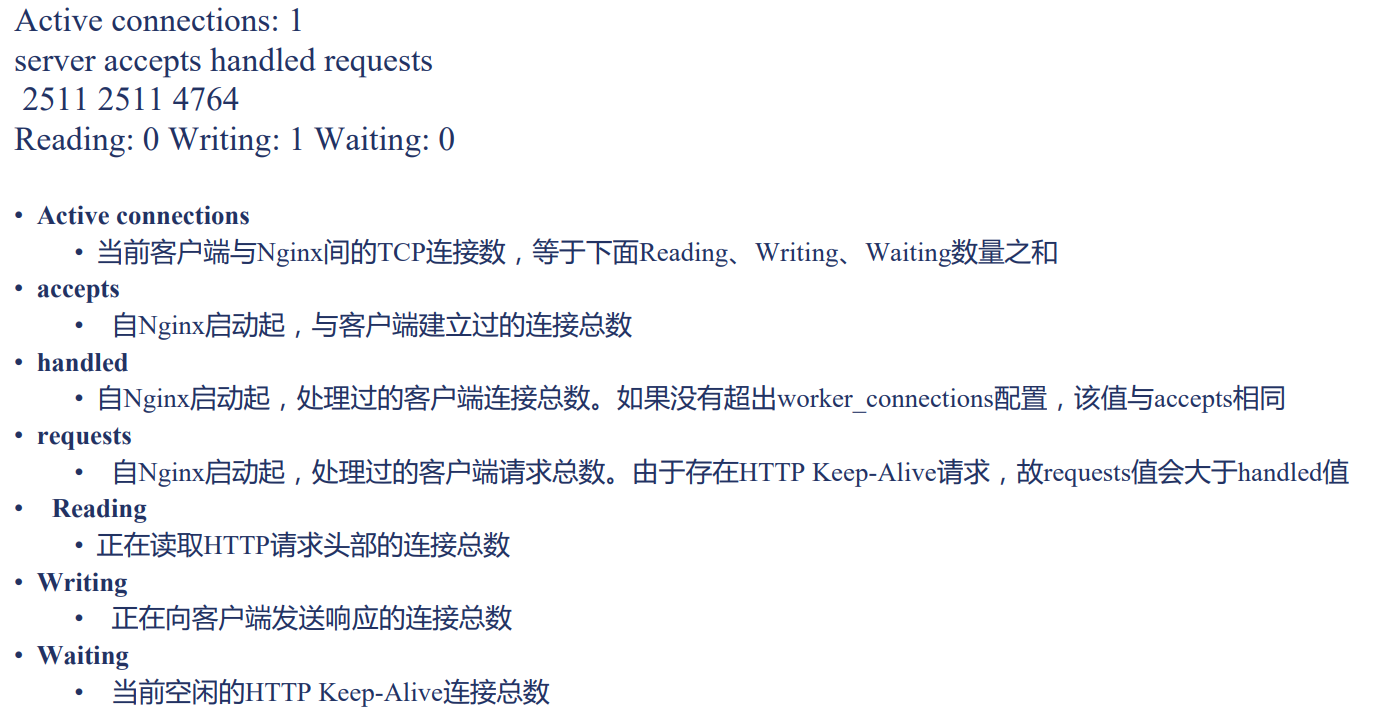 Active connections: 1
server accepts handled requests
2511 2511 4764
Reading: 0 Writing: 1 Waiting: 0
• Active connections
• 当前客户端与Nginx间的TCP连接数，等于下面Reading、Writing、Waiting数量之和
• accepts
• 自Nginx启动起，与客户端建立过的连接总数
• handled
• 自Nginx启动起，处理过的客户端连接总数。如果没有超出worker_connections配置，该值与accepts相同
• requests
• 自Nginx启动起，处理过的客户端请求总数。由于存在HTTP Keep-Alive请求，故requests值会大于handled值
• Reading
• 正在读取HTTP请求头部的连接总数
• Writing
• 正在向客户端发送响应的连接总数
• Waiting
• 当前空闲的HTTP Keep-Alive连接总数